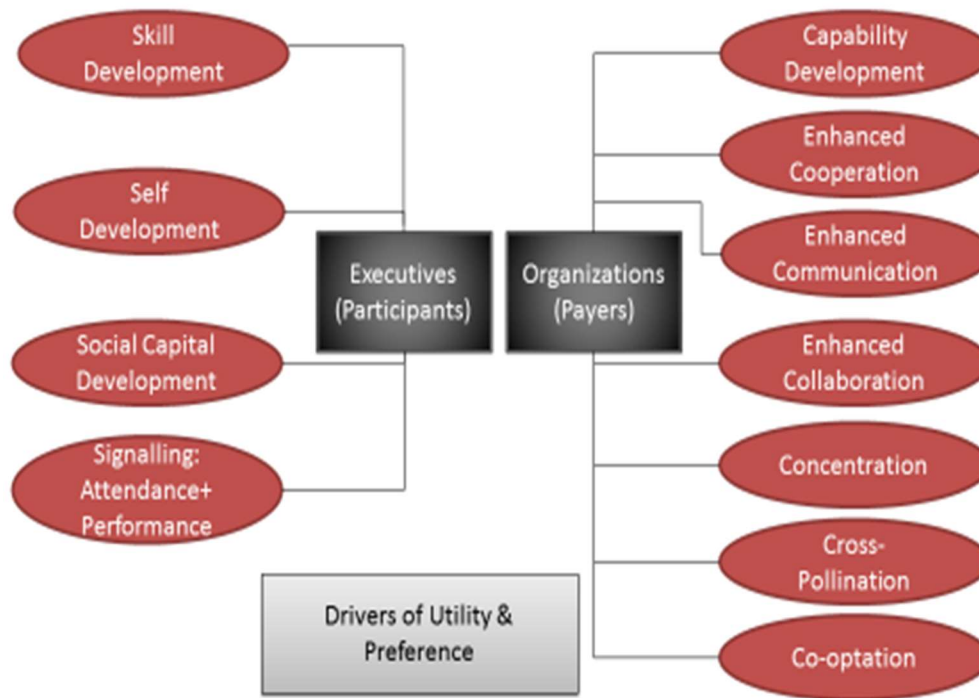 Skill
Development
Self
Development
Social Capital
Development
Signalling:
Attendance+
Performance
Executives
(Participants)
Organizations
(Payers)
Capability
Development
Enhanced
Cooperation
Enhanced
Communication
Enhanced
Collaboration
Concentration
Cross-
Pollination
Co-optation
Drivers of Utility &
Preference